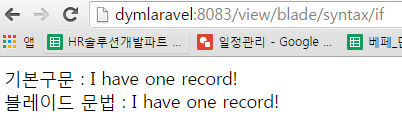 dymlaravel:8083/view/blade/syntax/if
앱
HR솔루션개발파트
일정관리 - Google
베페_만
기본구문 : I have one record!
블레이드 문법 : I have one record!